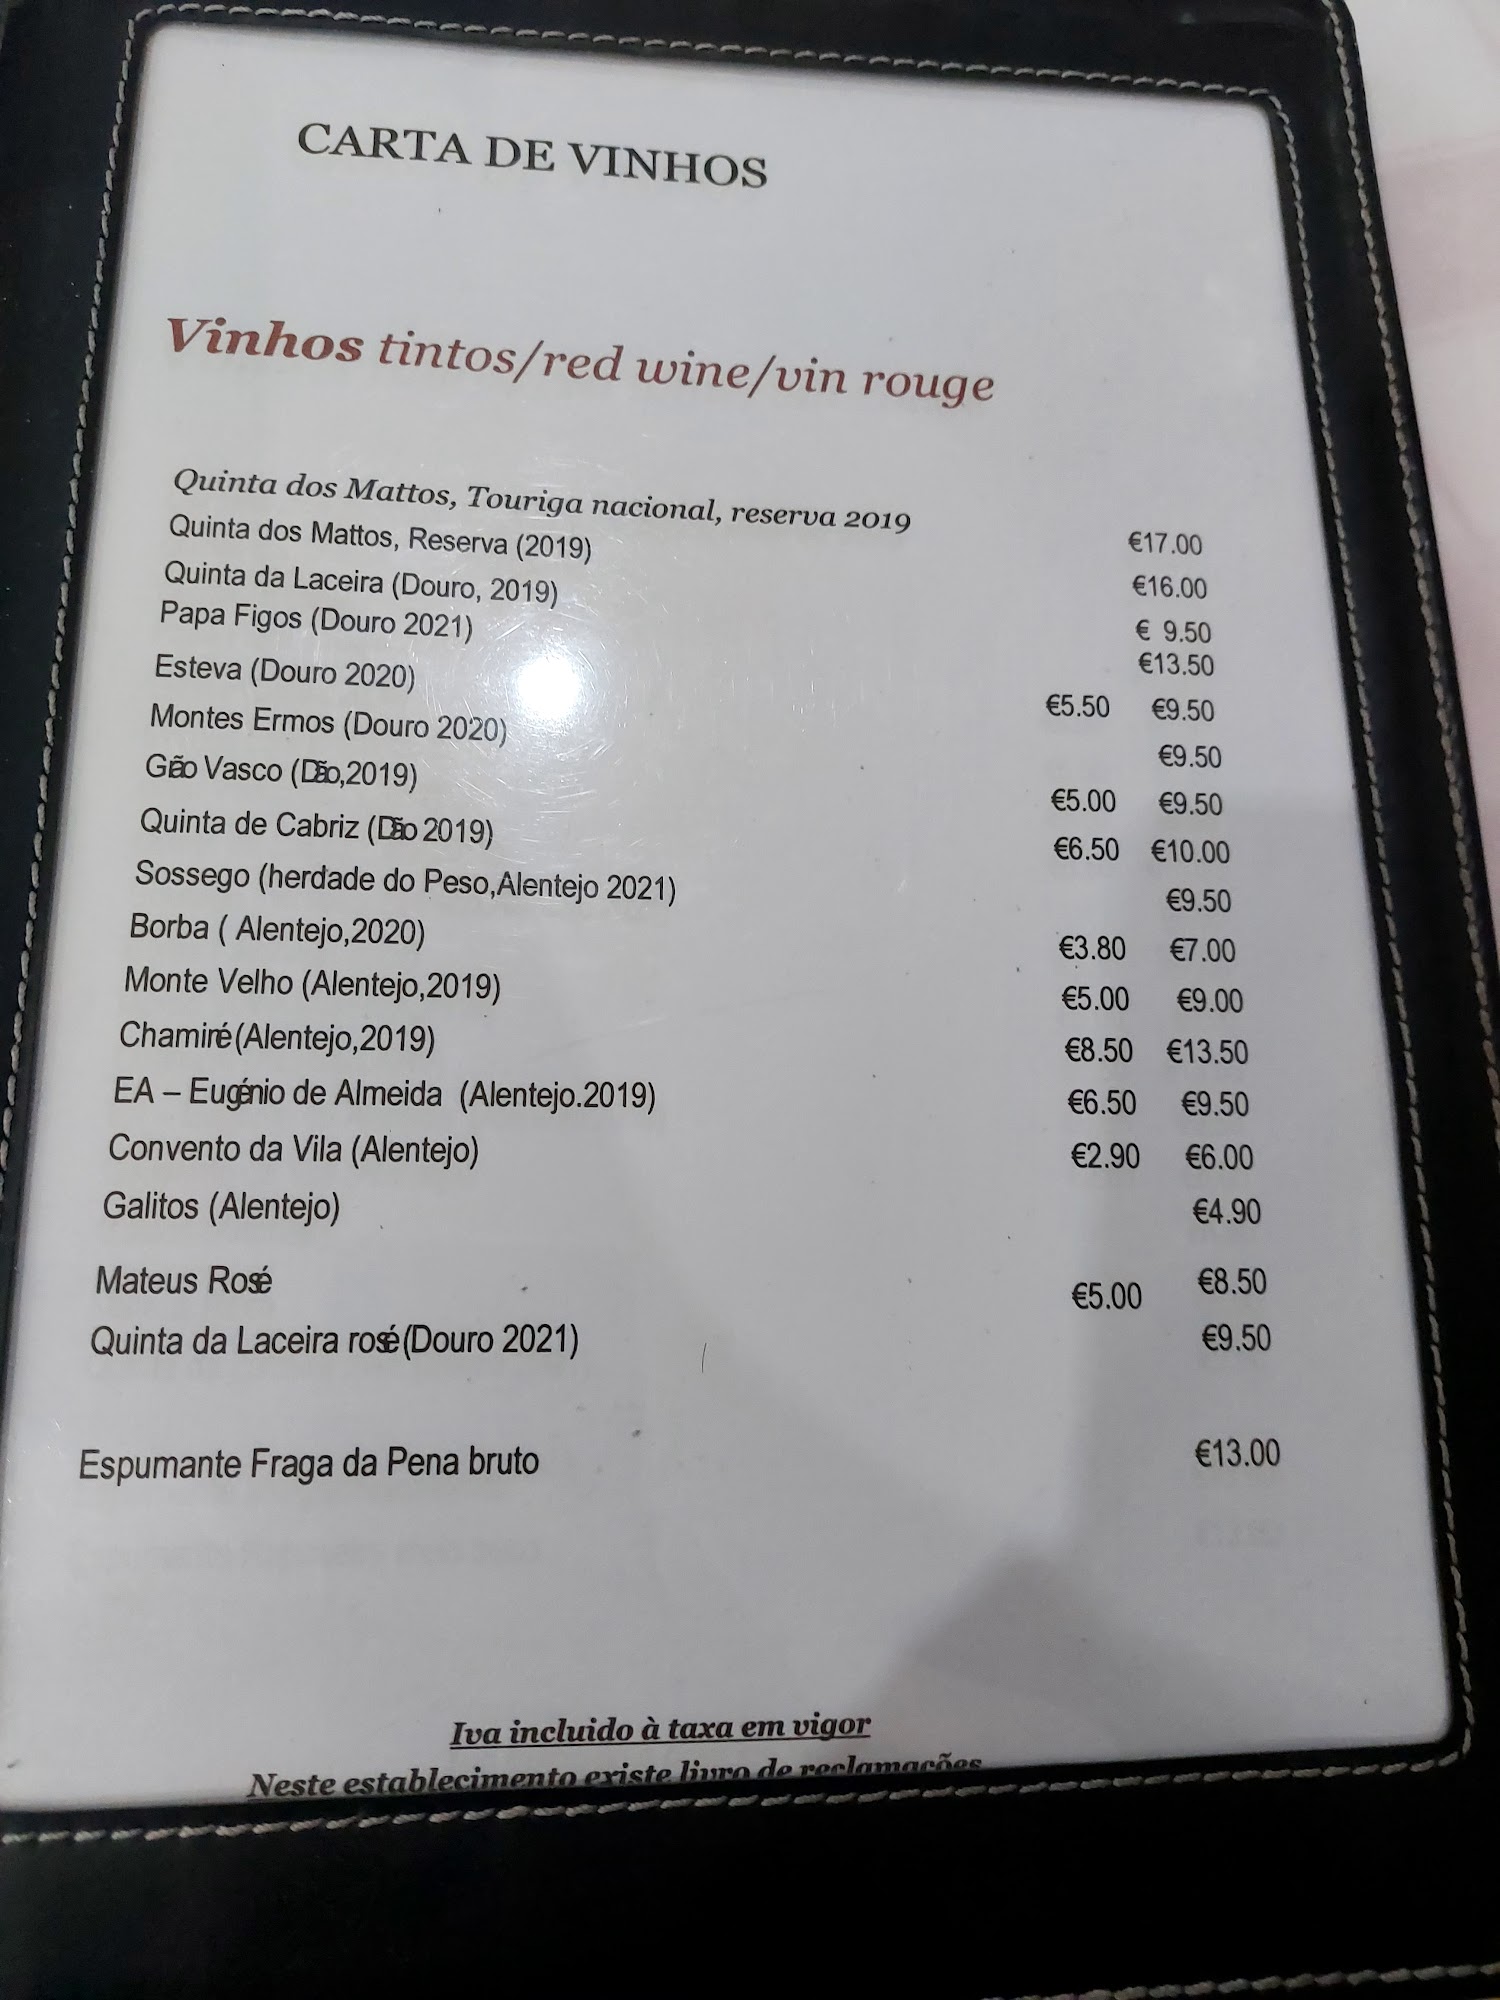 CARTA DE VINHOS
Vinhos tintos/red wine/vin rouge
Quinta dos Mattos, Touriga nacional, reserva 2019 €17.00
Quinta dos Mattos, Reserva (2019) €16.00
Quinta da Laceira (Douro, 2019) € 9.50
Papa Figos (Douro 2021) €13.50
Esteva (Douro 2020) €5.50 €9.50
Montes Ermos (Douro 2020) €9.50
Gão Vasco (Dão,2019) €5.00 €9.50
Quinta de Cabriz (Dão 2019) €6.50 €10.00
Sossego (herdade do Peso,Alentejo 2021) €9.50
Borba ( Alentejo,2020) €3.80 €7.00
Monte Velho (Alentejo,2019) €5.00 €9.00
Chamiré (Alentejo,2019) €8.50 €13.50
EA – Eugénio de Almeida (Alentejo.2019) €6.50 €9.50
Convento da Vila (Alentejo) €2.90 €6.00
Galitos (Alentejo) €4.90
Mateus Rosé €5.00 €8.50
Quinta da Laceira rosé (Douro 2021) €9.50
Espumante Fraga da Pena bruto €13.00
Iva incluido à taxa em vigor
Neste establecimento existe livro de reclamações